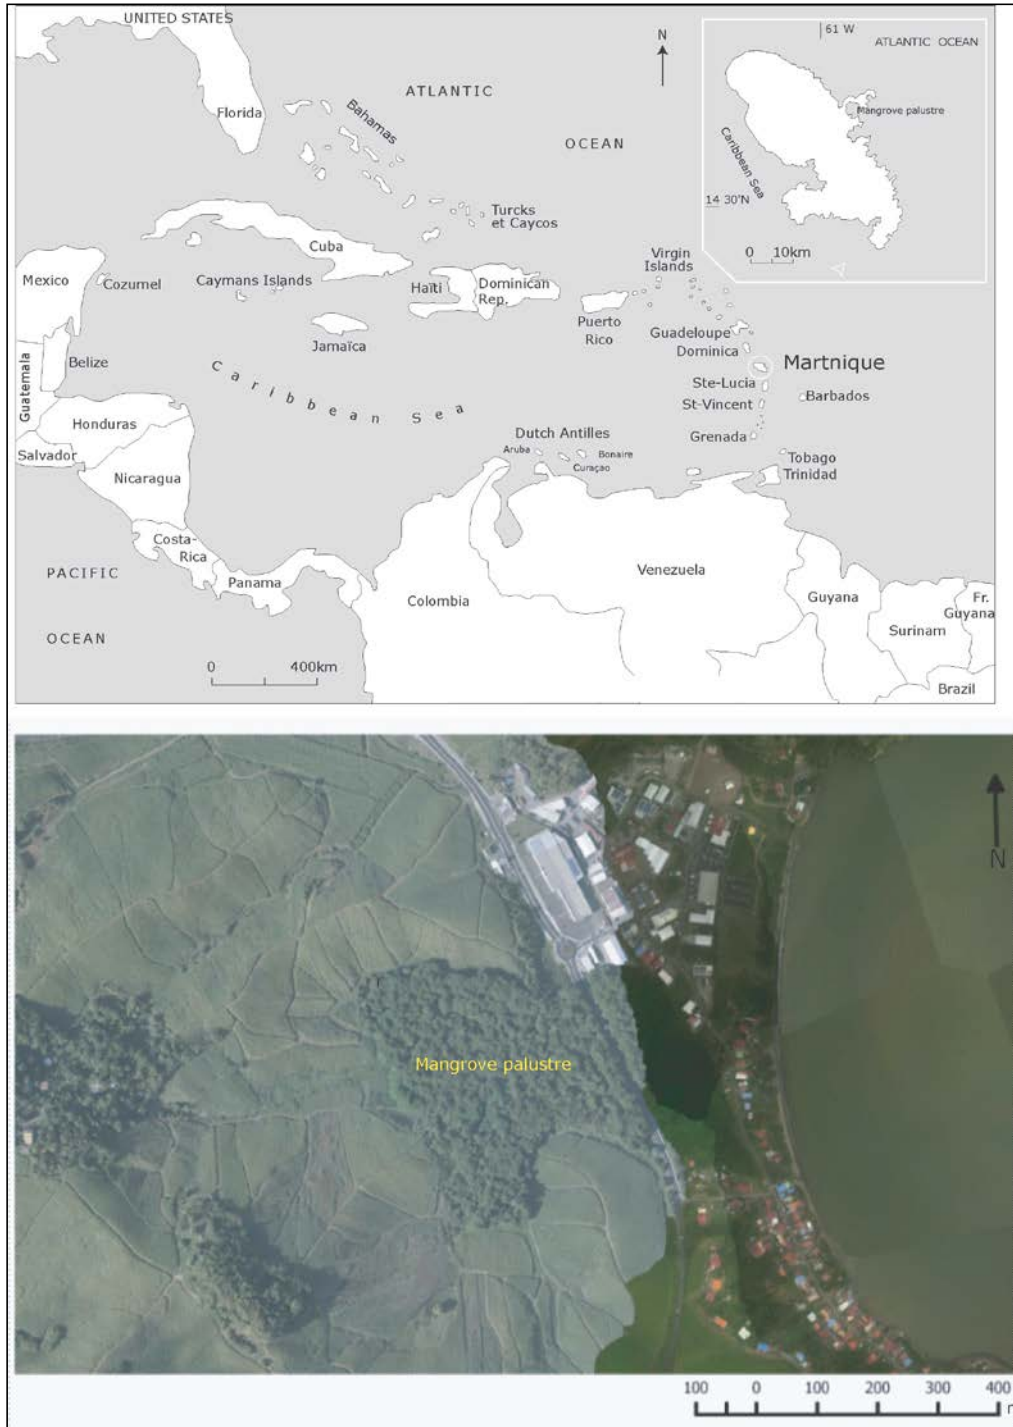 UNITED STATES
Florida
Bahamas
ATLANTIC
OCEAN
N
61 W
ATLANTIC OCEAN
Mangrove palustre
Caribbean Sea
14 30'N
0 10km
Turcks
et Caycos
Cuba
Mexico
Cozumel
Caymans Islands
Haïti
Dominican
Rep.
Virgin
Islands
Puerto
Rico
Jamaïca
Guadeloupe
Dominica
Martnique
Guatemala
Belize
Caribbean Sea
Ste-Lucia
St-Vincent
Barbados
Honduras
Grenada
Salvador
Nicaragua
Dutch Antilles
Aruba
Bonaire
Curaçao
Tobago
Trinidad
Costa-
Rica
Panama
PACIFIC
OCEAN
Colombia
Venezuela
Guyana
Surinam
Fr.
Guyana
Brazil
0 400km
N
Mangrove palustre
100 0 100 200 300 400